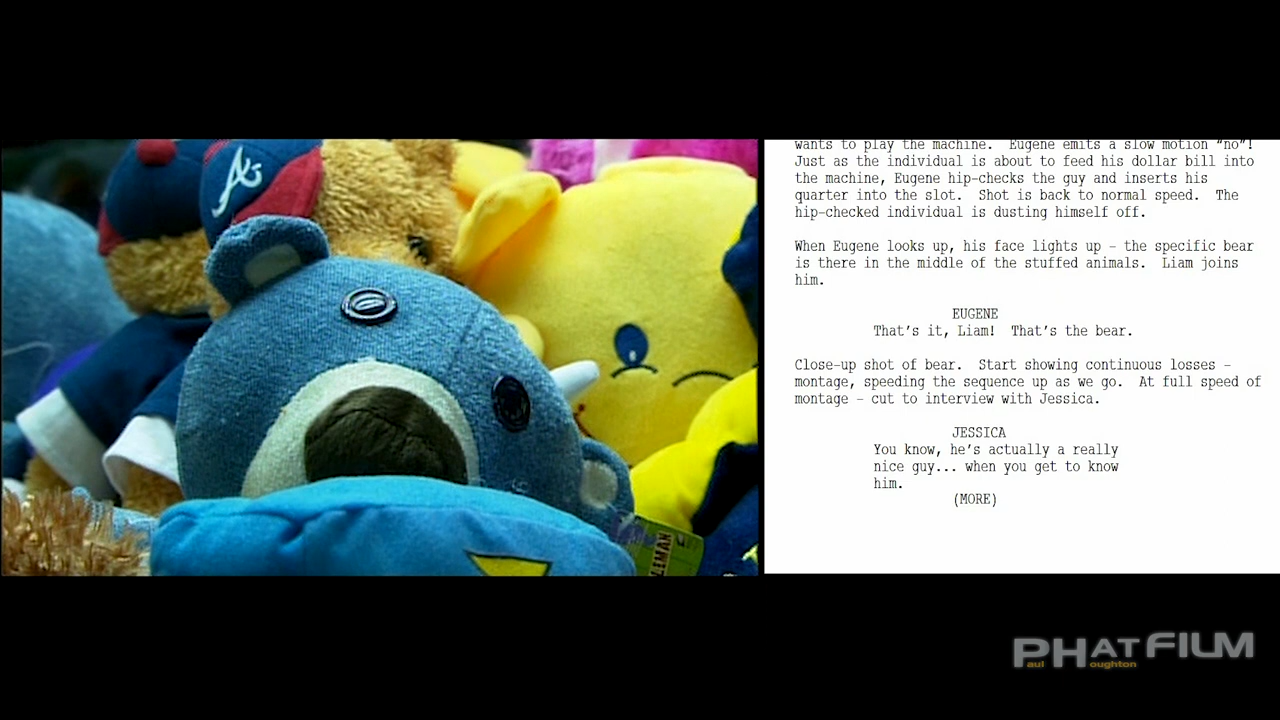 A
LEMAN
wants to play the machine.  Eugene emits a slow motion "no"!
Just as the individual is about to feed his dollar bill into
the machine, Eugene hip-checks the guy and inserts his
quarter into the slot.  Shot is back to normal speed.  The
hip-checked individual is dusting himself off.
When Eugene looks up, his face lights up - the specific bear
is there in the middle of the stuffed animals.  Liam joins
him.
EUGENE
That's it, Liam!  That's the bear.
Close-up shot of bear.  Start showing continuous losses -
montage, speeding the sequence up as we go.  At full speed of
montage - cut to interview with Jessica.
JESSICA
You know, he's actually a really
nice guy... when you get to know
him.
(MORE)
PHAT FILM
aul oughton